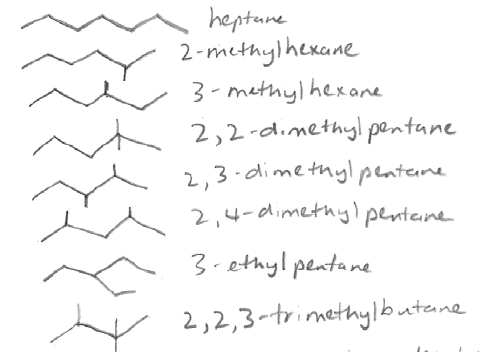 heptane
2-methylhexane
3-methylhexane
2,2-dimethylpentane
2,3-dimethylpentane
2,4-dimethylpentane
3-ethylpentane
2,2,3-trimethylbutane